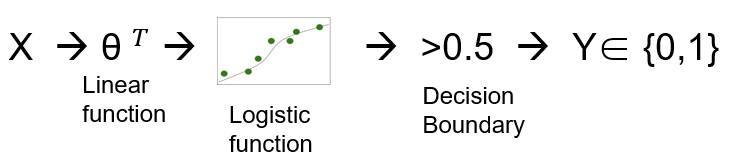 X → θ ᵀ → → >0.5 → Y∈ {0,1}
Linear
function
Logistic
function
Decision
Boundary